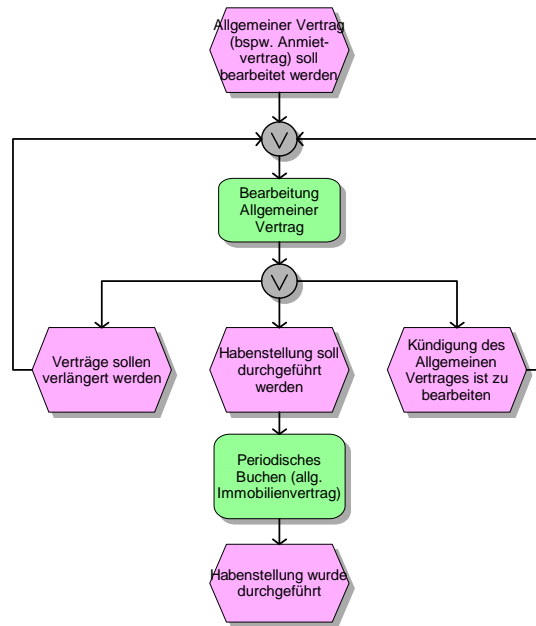 Allgemeiner Vertrag
(bspw. Anmiet-
vertrag) soll
bearbeitet werden
Bearbeitung
Allgemeiner
Vertrag
Verträge sollen
verlängert werden
Habenstellung soll
durchgeführt
werden
Kündigung des
Allgemeinen
Vertrages ist zu
bearbeiten
Periodisches
Buchen (allg.
Immobilienvertrag)
Habenstellung wurde
durchgeführt